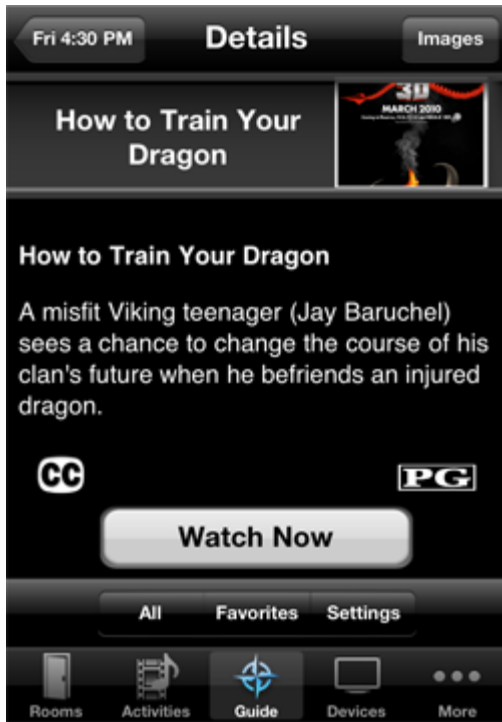 Fri 4:30 PM
Details
Images
How to Train Your
Dragon
3D
MARCH 2010
How to Train Your Dragon
A misfit Viking teenager (Jay Baruchel)
sees a chance to change the course of his
clan's future when he befriends an injured
dragon.
CC
PG
Watch Now
All Favorites Settings
Rooms Activities Guide Devices More